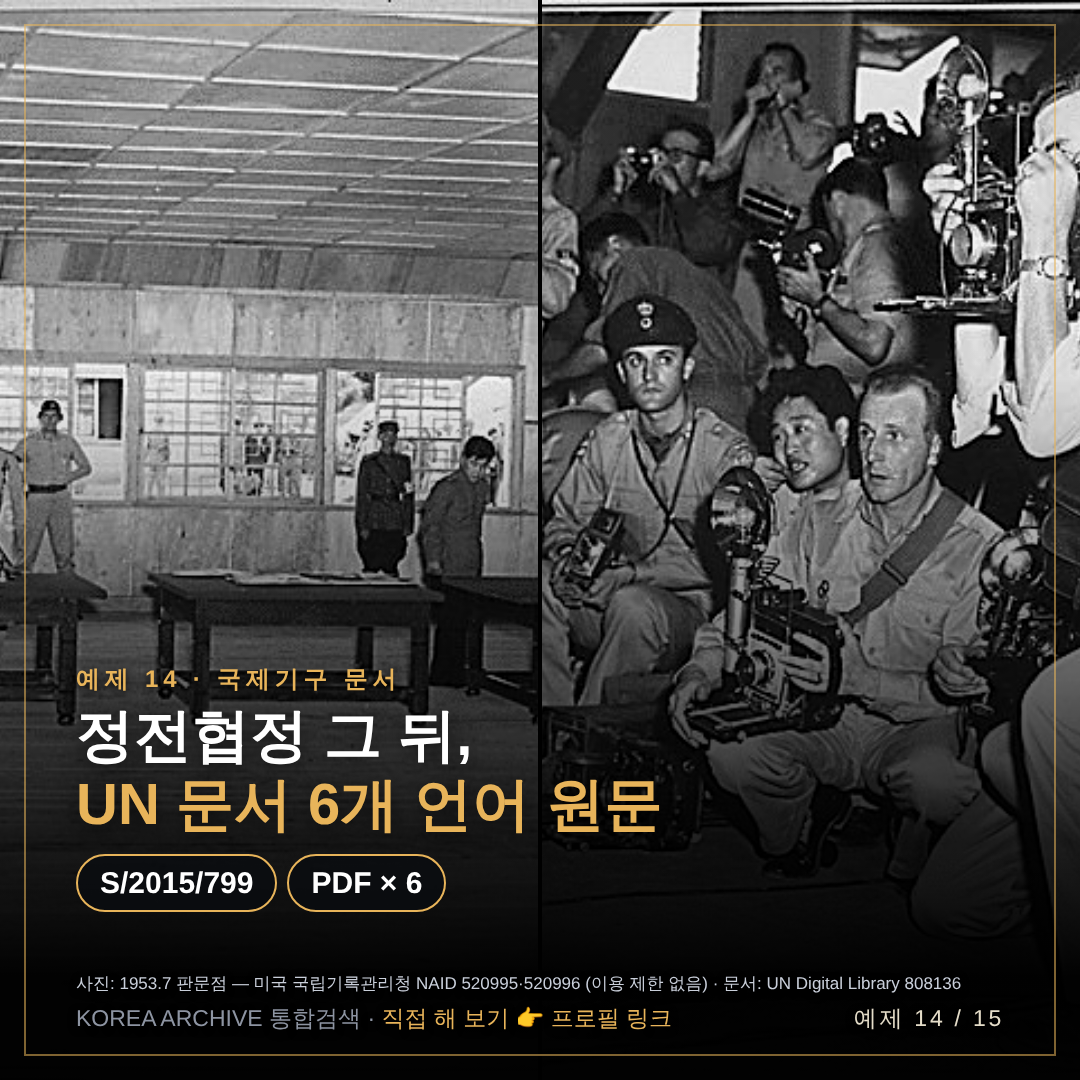 예제 14 · 국제기구 문서
정전협정 그 뒤,
UN 문서 6개 언어 원문
S/2015/799 PDF × 6
사진: 1953.7 판문점 — 미국 국립기록관리청 NAID 520995·520996 (이용 제한 없음) · 문서: UN Digital Library 808136
KOREA ARCHIVE 통합검색 · 직접 해 보기 👉 프로필 링크 예제 14 / 15